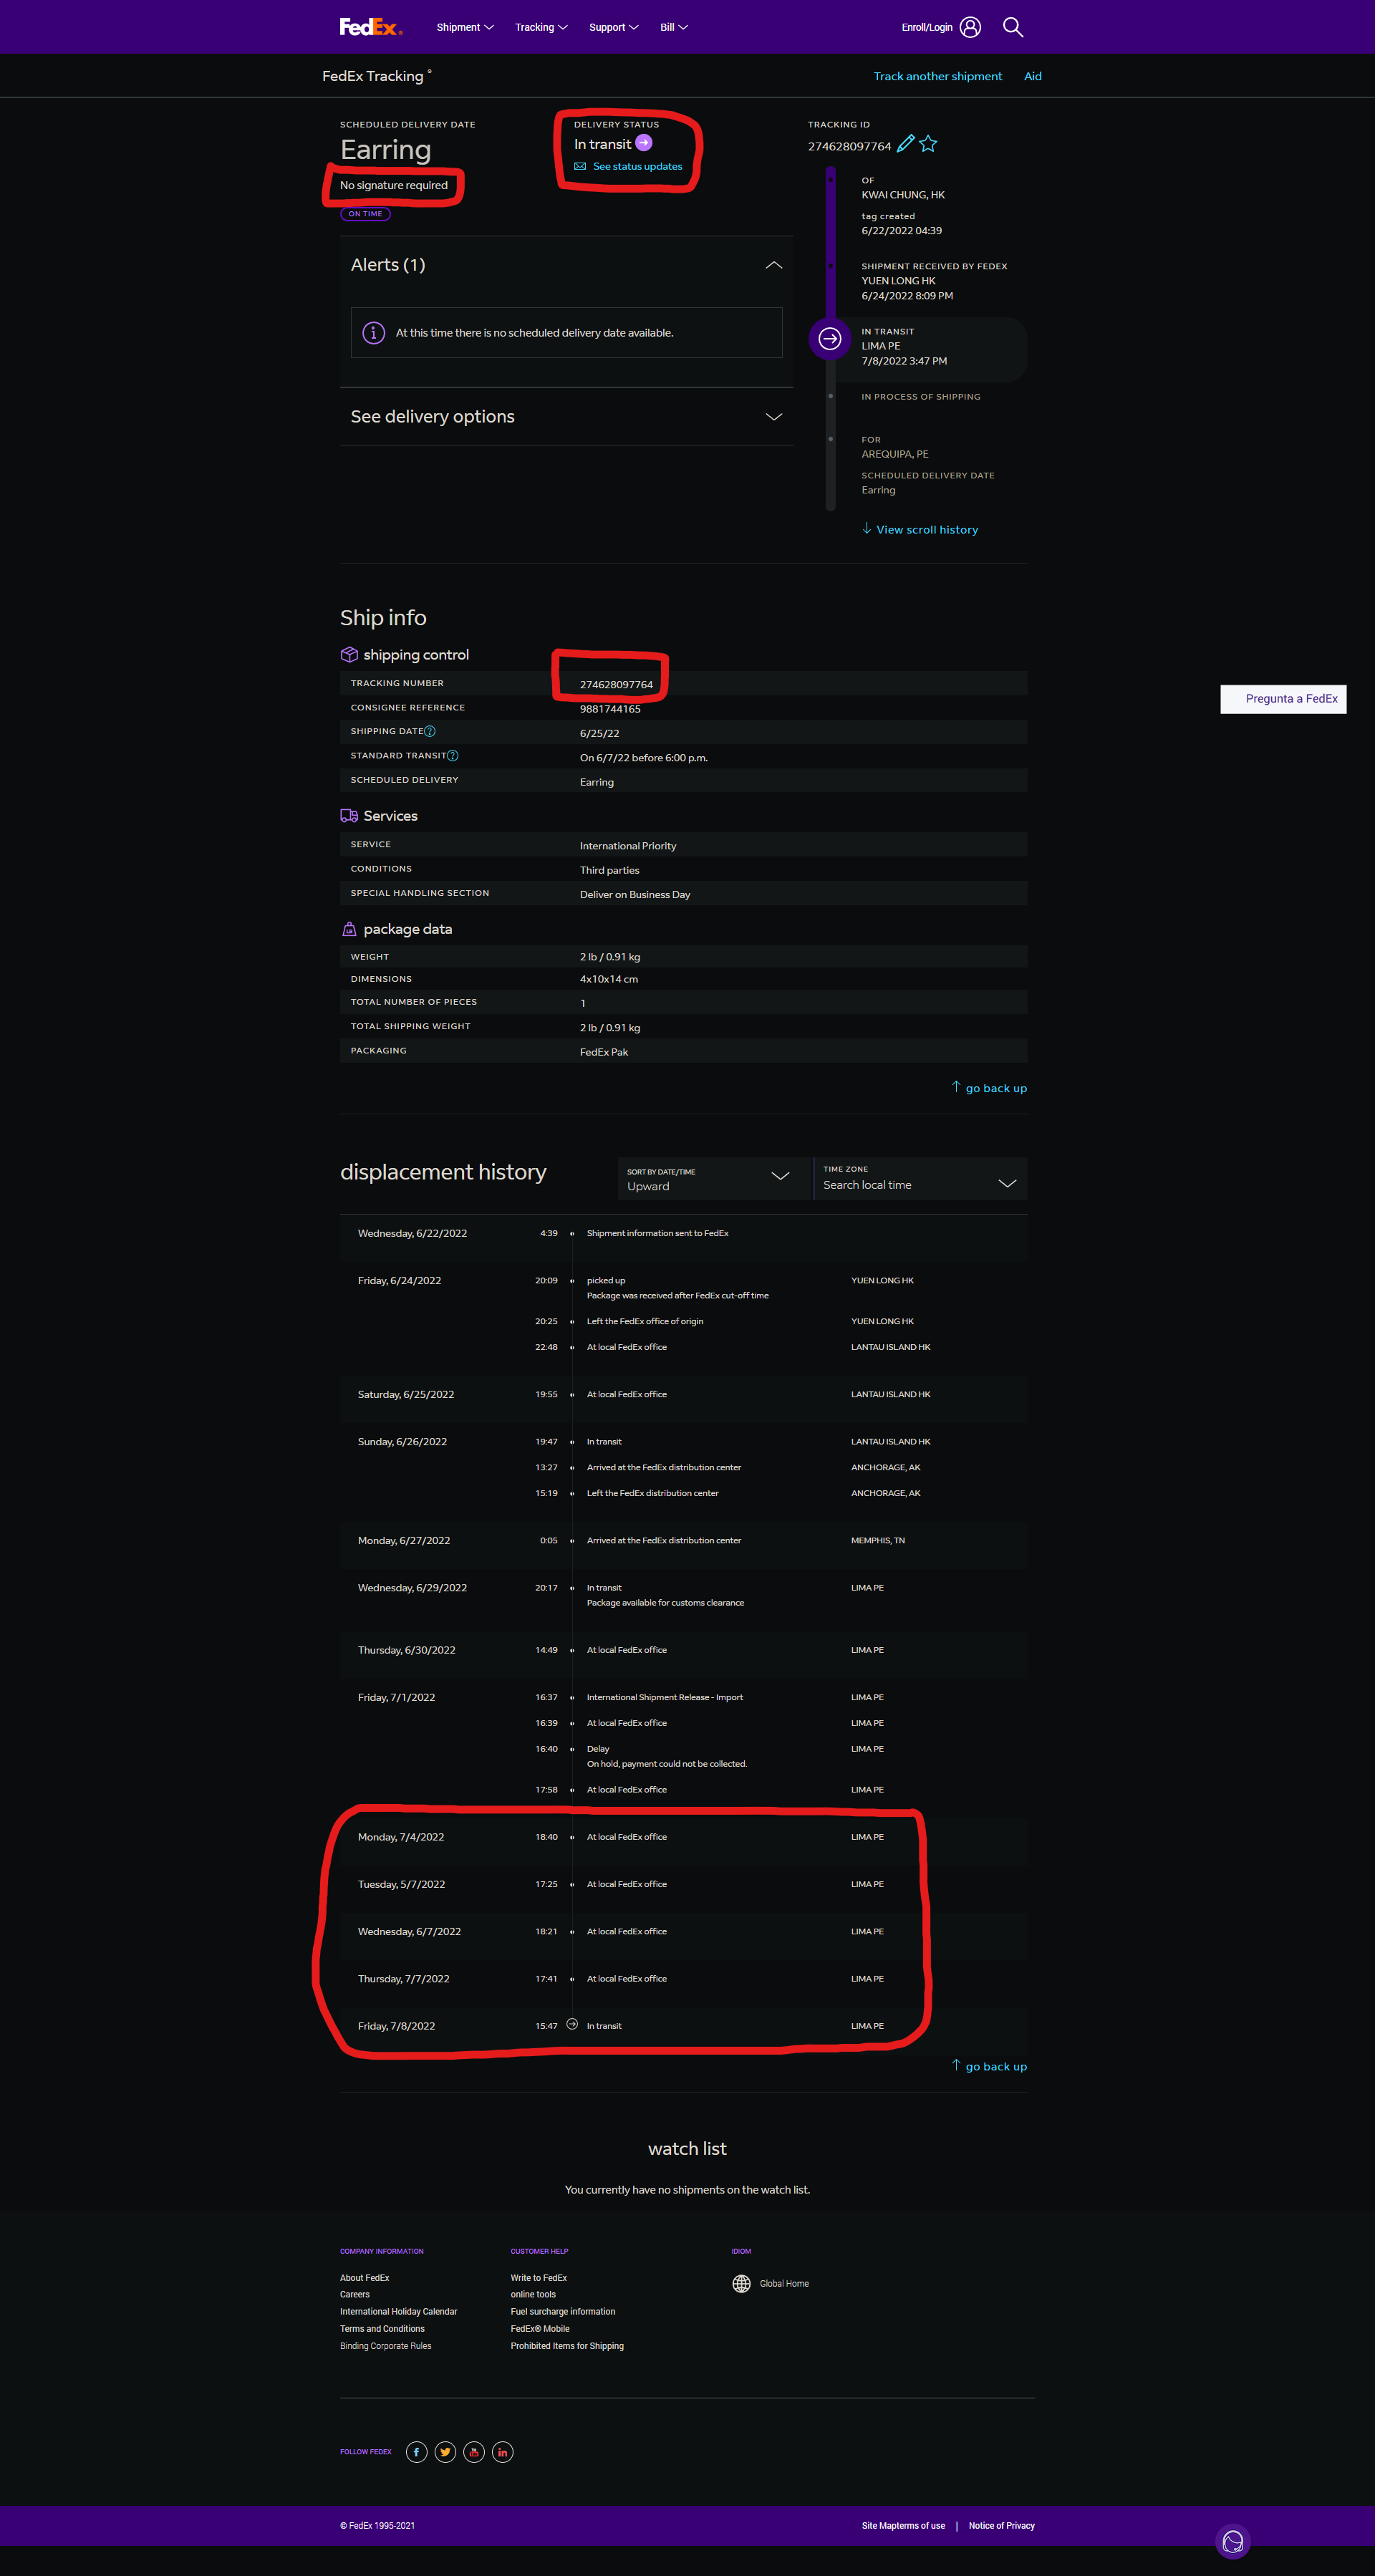 FedEx®
Shipment
Tracking
Support
Bill
Enroll/Login
FedEx Tracking °
Track another shipment
Aid
SCHEDULED DELIVERY DATE
Earring
No signature required
ON TIME
DELIVERY STATUS
In transit
See status updates
TRACKING ID
274628097764
OF
KWAI CHUNG, HK
tag created
6/22/2022 04:39
SHIPMENT RECEIVED BY FEDEX
YUEN LONG HK
6/24/2022 8:09 PM
IN TRANSIT
LIMA PE
7/8/2022 3:47 PM
IN PROCESS OF SHIPPING
FOR
AREQUIPA, PE
SCHEDULED DELIVERY DATE
Earring
View scroll history
Alerts (1)
At this time there is no scheduled delivery date available.
See delivery options
Ship info
shipping control
TRACKING NUMBER 274628097764
CONSIGNEE REFERENCE 9881744165
SHIPPING DATE? 6/25/22
STANDARD TRANSIT? On 6/7/22 before 6:00 p.m.
SCHEDULED DELIVERY Earring
Pregunta a FedEx
Services
SERVICE International Priority
CONDITIONS Third parties
SPECIAL HANDLING SECTION Deliver on Business Day
package data
WEIGHT 2 lb / 0.91 kg
DIMENSIONS 4x10x14 cm
TOTAL NUMBER OF PIECES 1
TOTAL SHIPPING WEIGHT 2 lb / 0.91 kg
PACKAGING FedEx Pak
go back up
displacement history
SORT BY DATE/TIME
Upward
TIME ZONE
Search local time
Wednesday, 6/22/2022 4:39 Shipment information sent to FedEx
Friday, 6/24/2022 20:09 picked up YUEN LONG HK
Package was received after FedEx cut-off time
20:25 Left the FedEx office of origin YUEN LONG HK
22:48 At local FedEx office LANTAU ISLAND HK
Saturday, 6/25/2022 19:55 At local FedEx office LANTAU ISLAND HK
Sunday, 6/26/2022 19:47 In transit LANTAU ISLAND HK
13:27 Arrived at the FedEx distribution center ANCHORAGE, AK
15:19 Left the FedEx distribution center ANCHORAGE, AK
Monday, 6/27/2022 0:05 Arrived at the FedEx distribution center MEMPHIS, TN
Wednesday, 6/29/2022 20:17 In transit LIMA PE
Package available for customs clearance
Thursday, 6/30/2022 14:49 At local FedEx office LIMA PE
Friday, 7/1/2022 16:37 International Shipment Release - Import LIMA PE
16:39 At local FedEx office LIMA PE
16:40 Delay LIMA PE
On hold, payment could not be collected.
17:58 At local FedEx office LIMA PE
Monday, 7/4/2022 18:40 At local FedEx office LIMA PE
Tuesday, 5/7/2022 17:25 At local FedEx office LIMA PE
Wednesday, 6/7/2022 18:21 At local FedEx office LIMA PE
Thursday, 7/7/2022 17:41 At local FedEx office LIMA PE
Friday, 7/8/2022 15:47 In transit LIMA PE
go back up
watch list
You currently have no shipments on the watch list.
COMPANY INFORMATION
About FedEx
Careers
International Holiday Calendar
Terms and Conditions
Binding Corporate Rules
CUSTOMER HELP
Write to FedEx
online tools
Fuel surcharge information
FedEx® Mobile
Prohibited Items for Shipping
IDIOM
Global Home
FOLLOW FEDEX
© FedEx 1995-2021
Site Mapterms of use | Notice of Privacy